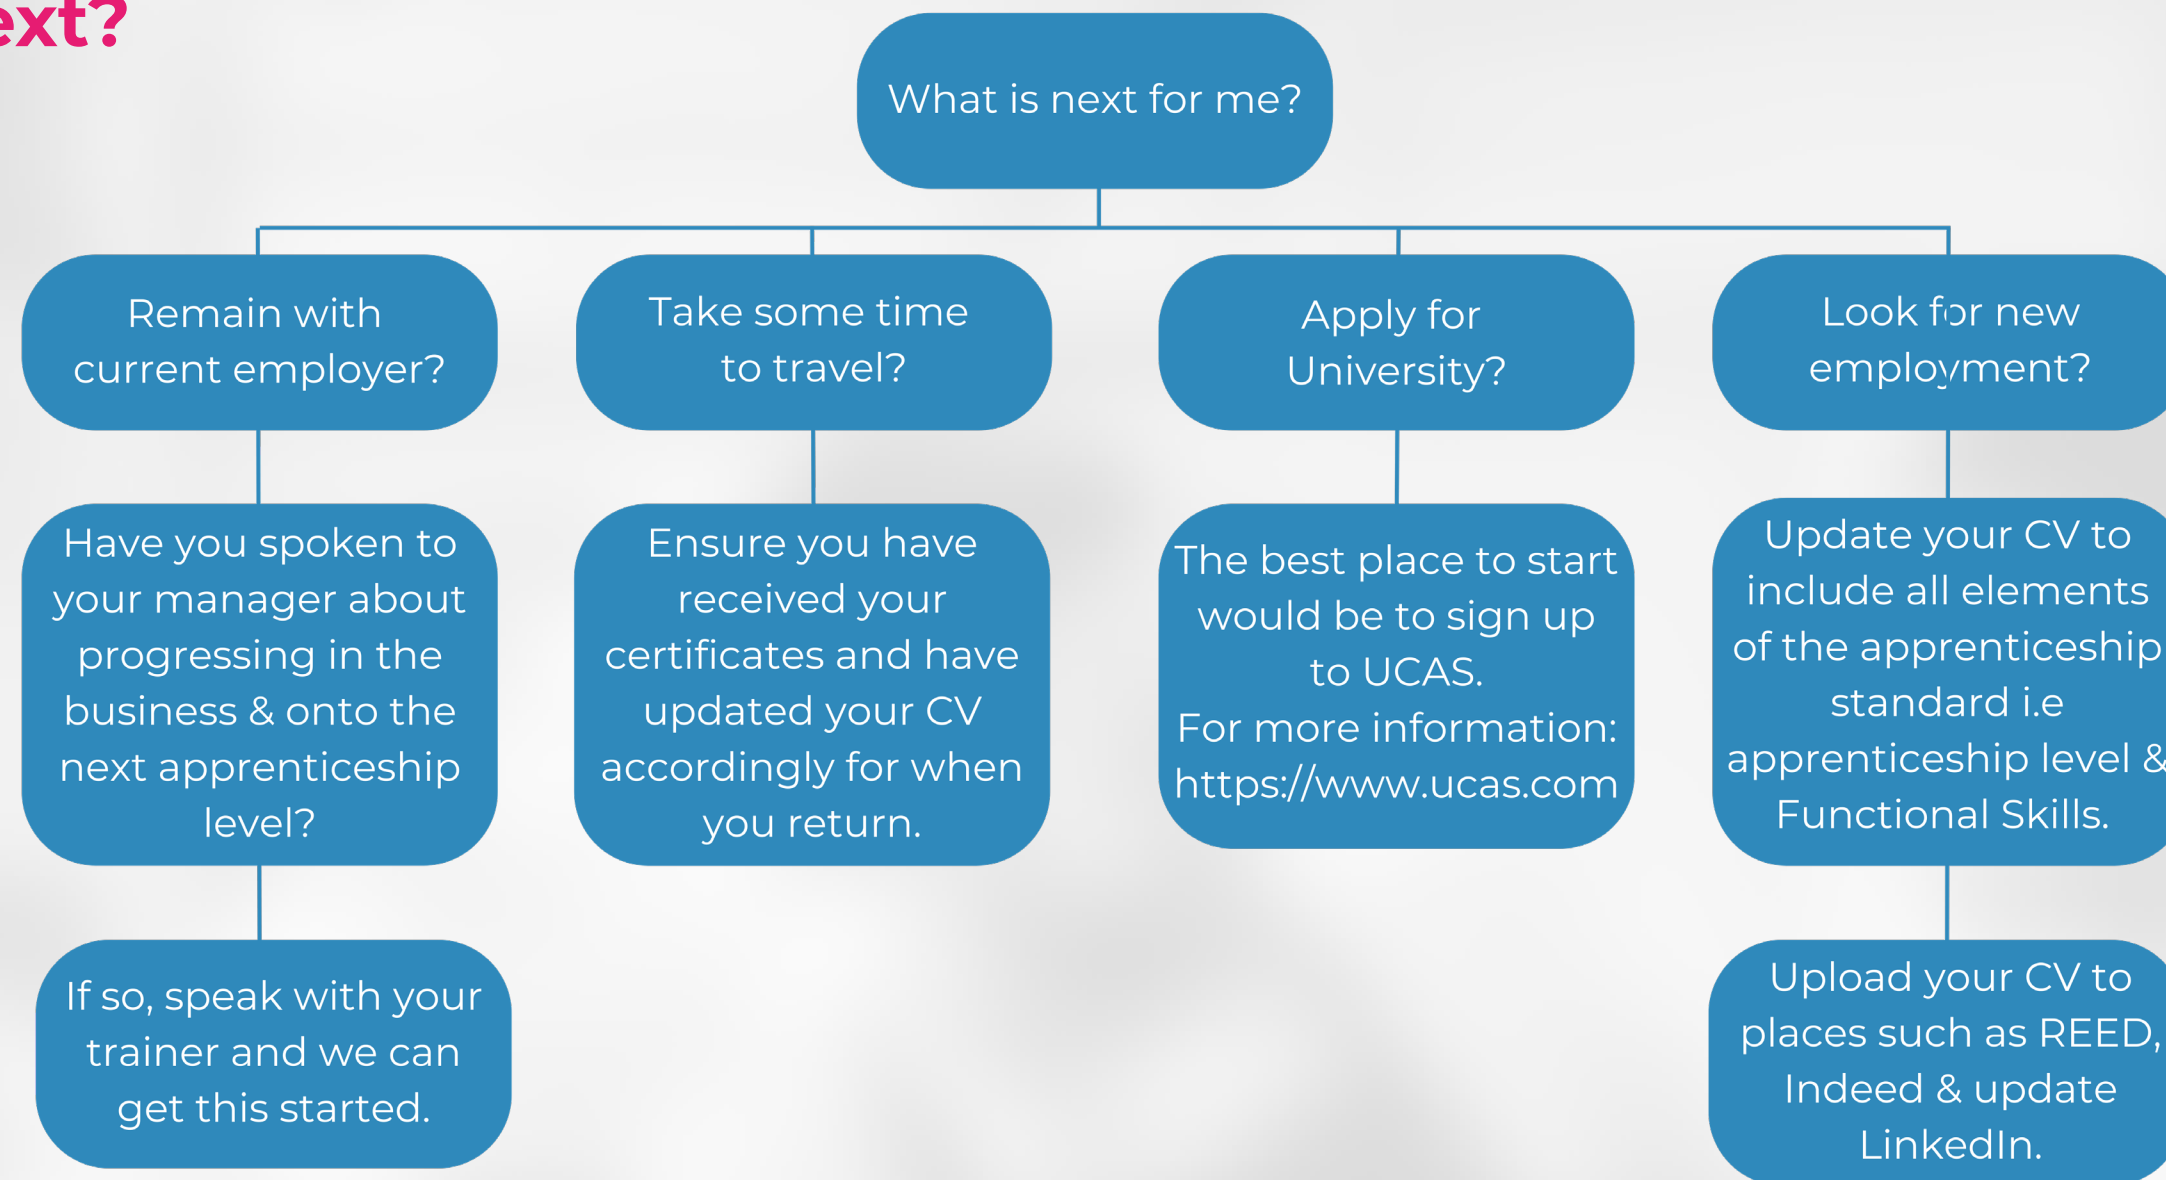 ext?
What is next for me?
Remain with
current employer?
Have you spoken to
your manager about
progressing in the
business & onto the
next apprenticeship
level?
If so, speak with your
trainer and we can
get this started.
Take some time
to travel?
Ensure you have
received your
certificates and have
updated your CV
accordingly for when
you return.
Apply for
University?
The best place to start
would be to sign up
to UCAS.
For more information:
https://www.ucas.com
Look for new
employment?
Update your CV to
include all elements
of the apprenticeship
standard i.e
apprenticeship level &
Functional Skills.
Upload your CV to
places such as REED,
Indeed & update
LinkedIn.